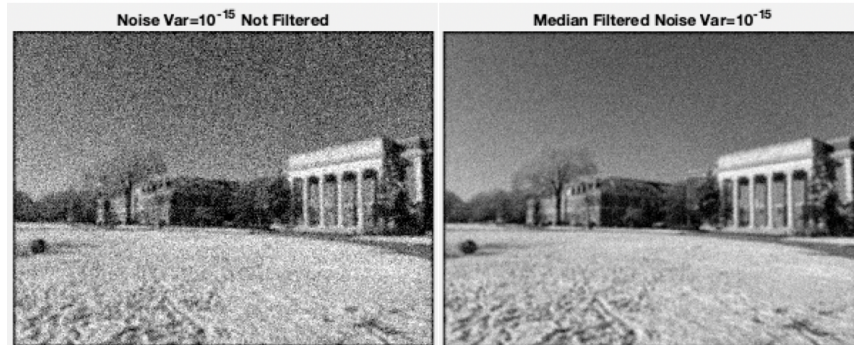 Noise Var=10⁻¹⁵ Not Filtered
Median Filtered Noise Var=10⁻¹⁵